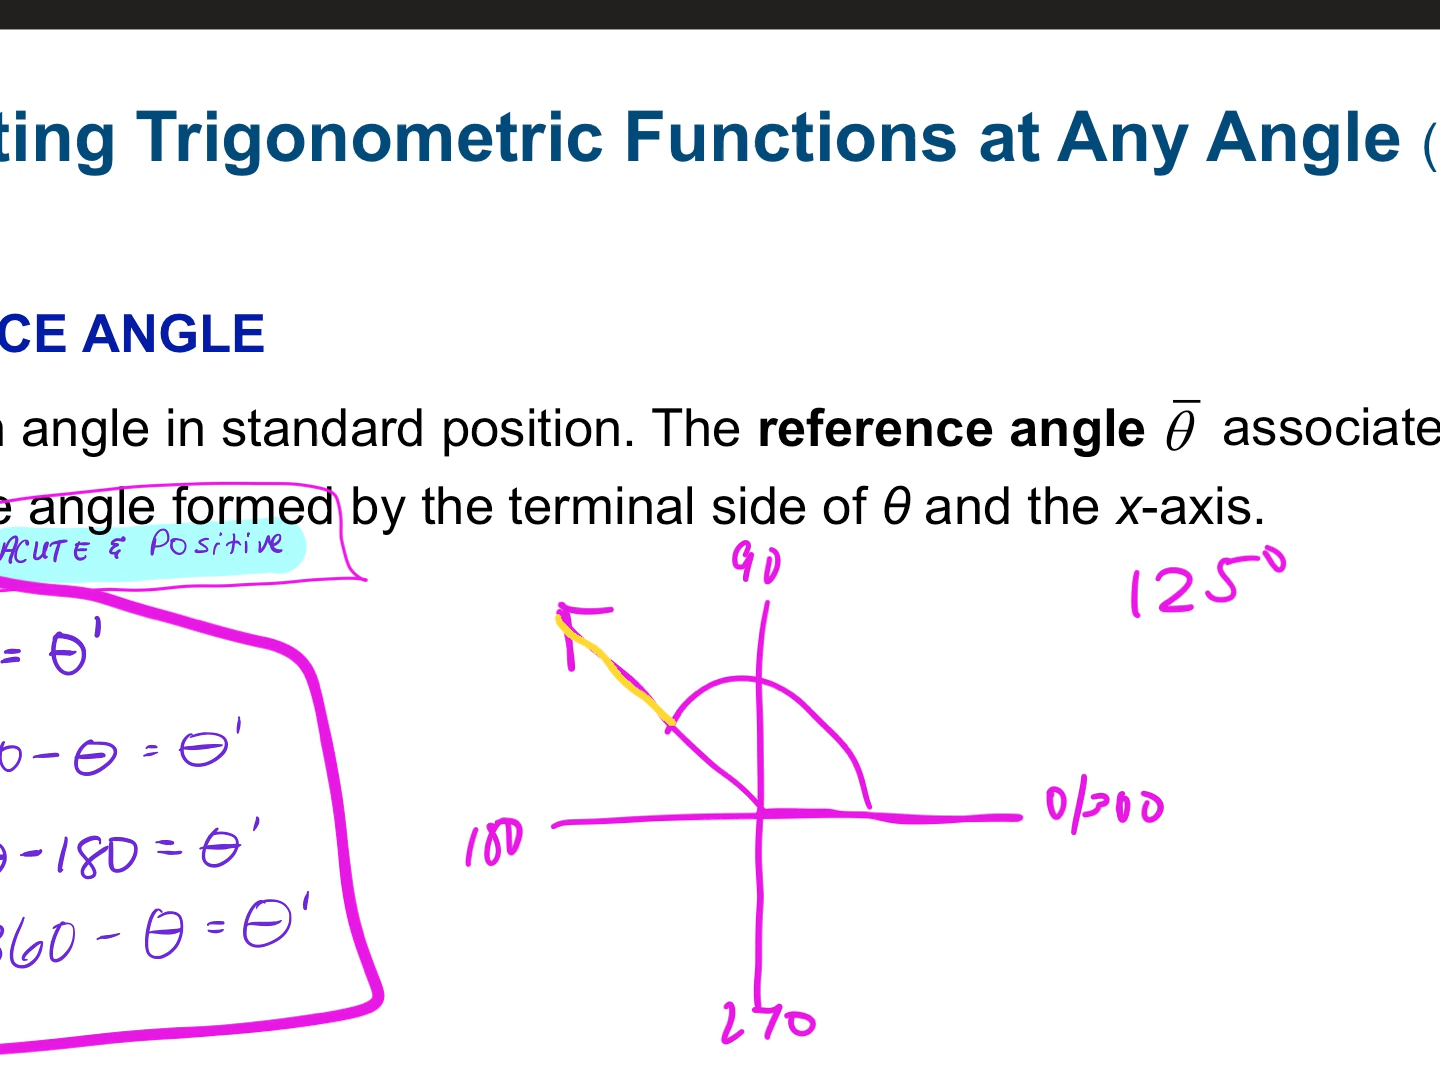 ting Trigonometric Functions at Any Angle (
CE ANGLE
angle in standard position. The reference angle θ̅ associate
e angle formed by the terminal side of θ and the x-axis.
ACUTE & Positive
90
125°
= θ'
0 - θ = θ'
180
0/300
θ - 180 = θ'
360 - θ = θ'
270